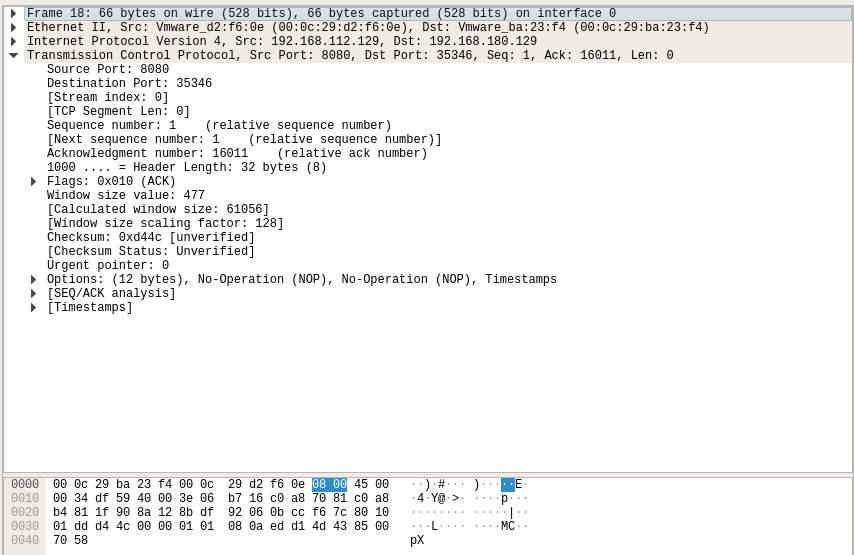 Frame 18: 66 bytes on wire (528 bits), 66 bytes captured (528 bits) on interface 0
Ethernet II, Src: Vmware_d2:f6:0e (00:0c:29:d2:f6:0e), Dst: Vmware_ba:23:f4 (00:0c:29:ba:23:f4)
Internet Protocol Version 4, Src: 192.168.112.129, Dst: 192.168.180.129
Transmission Control Protocol, Src Port: 8080, Dst Port: 35346, Seq: 1, Ack: 16011, Len: 0
Source Port: 8080
Destination Port: 35346
[Stream index: 0]
[TCP Segment Len: 0]
Sequence number: 1    (relative sequence number)
[Next sequence number: 1    (relative sequence number)]
Acknowledgment number: 16011    (relative ack number)
1000 .... = Header Length: 32 bytes (8)
Flags: 0x010 (ACK)
Window size value: 477
[Calculated window size: 61056]
[Window size scaling factor: 128]
Checksum: 0xd44c [unverified]
[Checksum Status: Unverified]
Urgent pointer: 0
Options: (12 bytes), No-Operation (NOP), No-Operation (NOP), Timestamps
[SEQ/ACK analysis]
[Timestamps]
0000 00 0c 29 ba 23 f4 00 0c  29 d2 f6 0e 08 00 45 00 ··)·#··· )·····E·
0010 00 34 df 59 40 00 3e 06  b7 16 c0 a8 70 81 c0 a8 ·4·Y@·>· ····p···
0020 b4 81 1f 90 8a 12 8b df  92 06 0b cc f6 7c 80 10 ········ ·····|··
0030 01 dd d4 4c 00 00 01 01  08 0a ed d1 4d 43 85 00 ···L···· ····MC··
0040 70 58 pX